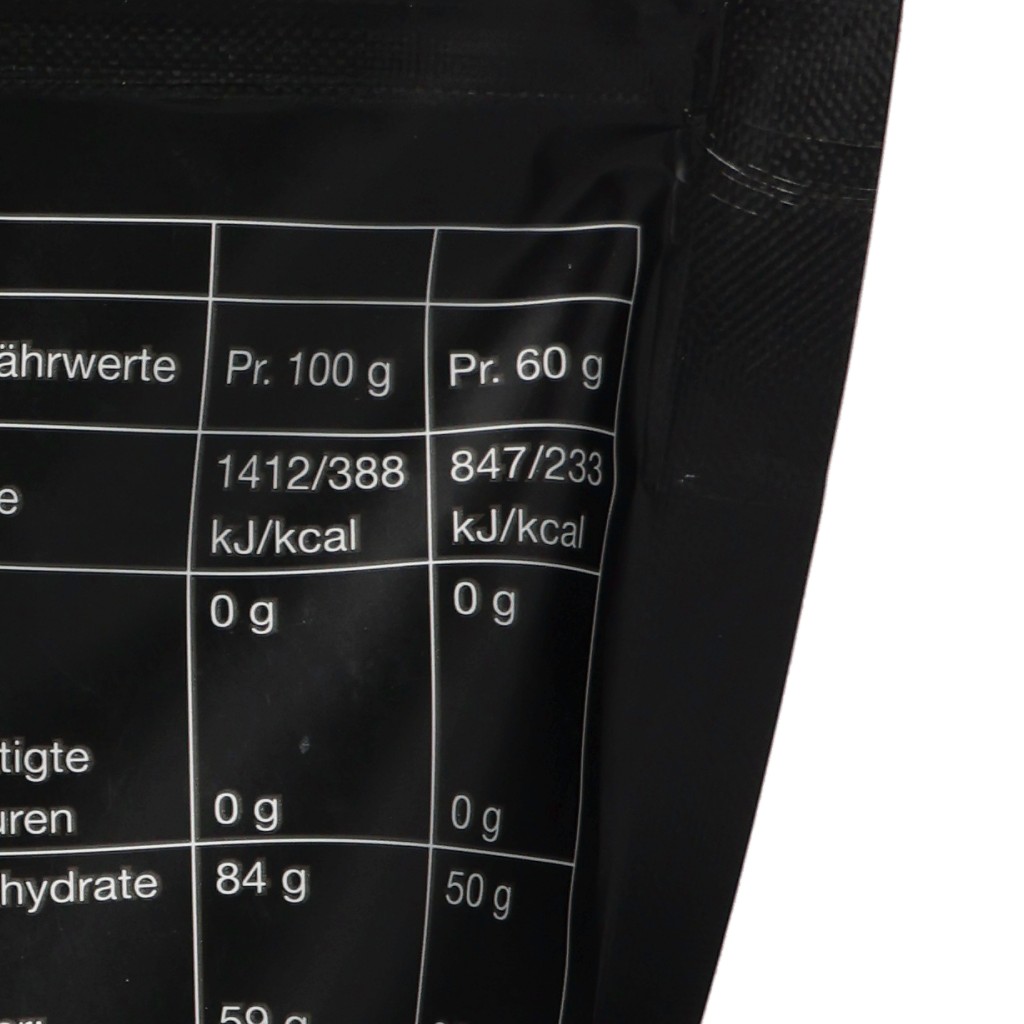 ährwerte Pr. 100 g Pr. 60 g
e 1412/388 847/233
kJ/kcal kJ/kcal
0 g 0 g
tigte
uren 0 g 0 g
hydrate 84 g 50 g
59 g